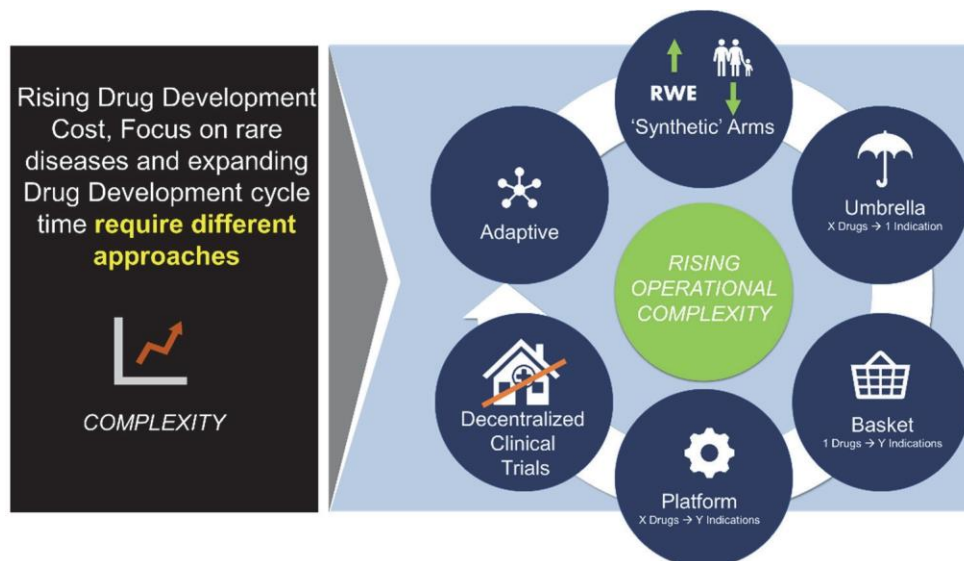 Rising Drug Development
Cost, Focus on rare
diseases and expanding
Drug Development cycle
time require different
approaches
COMPLEXITY
RWE
‘Synthetic’ Arms
Umbrella
X Drugs → 1 Indication
Basket
1 Drugs → Y Indications
Platform
X Drugs → Y Indications
Decentralized
Clinical
Trials
Adaptive
RISING
OPERATIONAL
COMPLEXITY